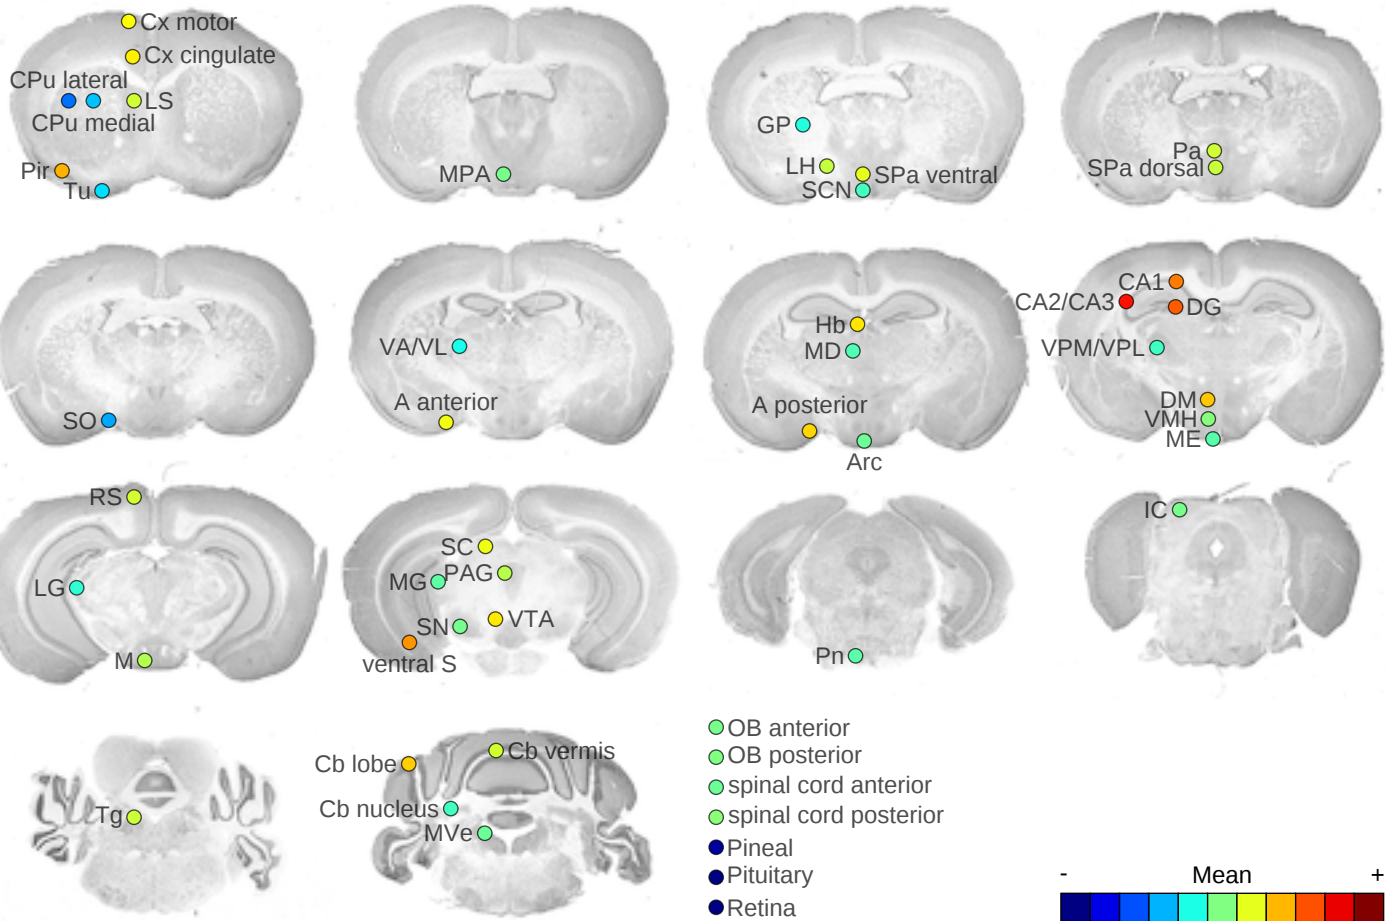 Cx motor
Cx cingulate
CPu lateral
LS
CPu medial
Pir
Tu
MPA
GP
LH
SPa ventral
SCN
Pa
SPa dorsal
SO
VA/VL
A anterior
Hb
MD
A posterior
Arc
CA1
CA2/CA3
DG
VPM/VPL
DM
VMH
ME
RS
LG
M
SC
MG
PAG
SN
VTA
ventral S
Pn
IC
Tg
Cb lobe
Cb vermis
Cb nucleus
MVe
OB anterior
OB posterior
spinal cord anterior
spinal cord posterior
Pineal
Pituitary
Retina
- Mean +